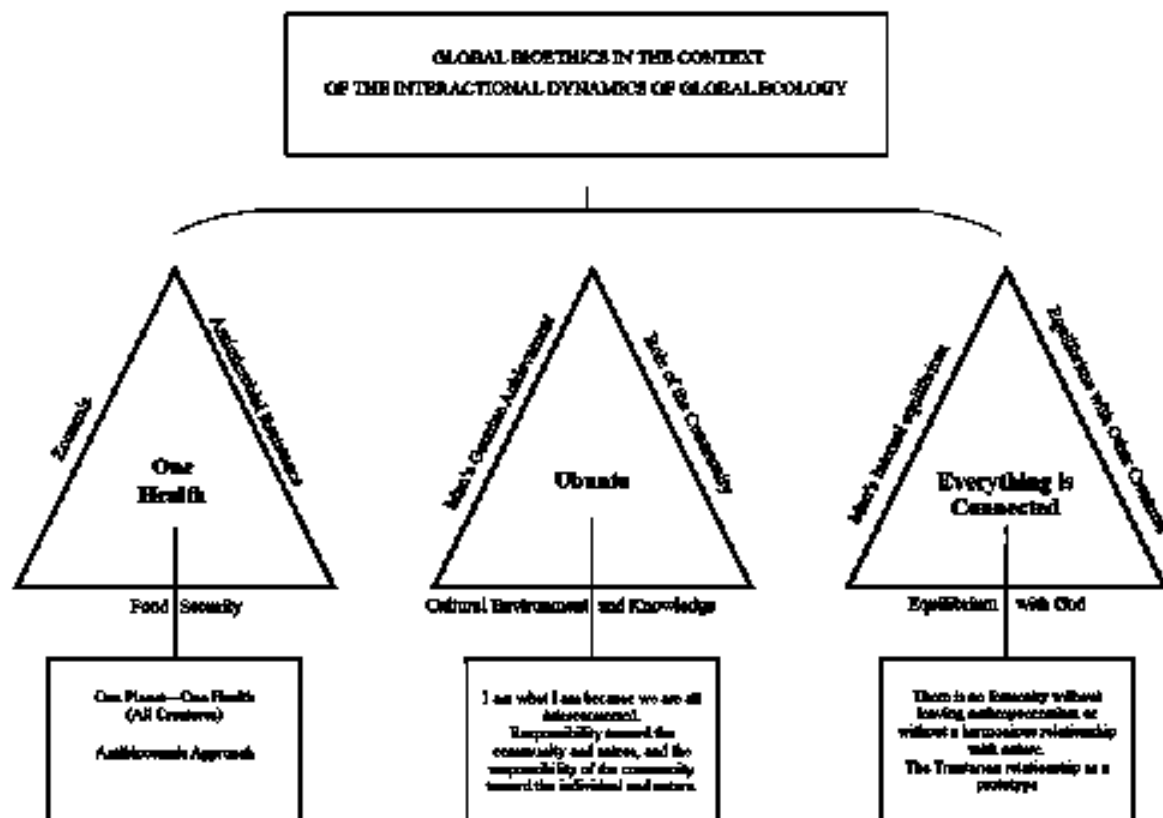 GLOBAL BIOETHICS IN THE CONTEXT
OF THE INTERACTIONAL DYNAMICS OF GLOBAL ECOLOGY
Zoonosis
Antimicrobial Resistance
One
Health
Food Security
Man's Genuine Achievement
Role of the Community
Ubuntu
Cultural Environment and Knowledge
Man's internal equilibrium
Equilibrium with Other Creatures
Everything is
Connected
Equilibrium with God
One Planet—One Health
(All Creatures)
Approach
I am what I am because we are all
interconnected.
Responsibility toward the
community and nature, and the
responsibility of the community
toward the individual and nature.
There is no without
leaving anthropocentrism or
without a harmonious relationship
with nature.
The Trinitarian relationship as a
prototype